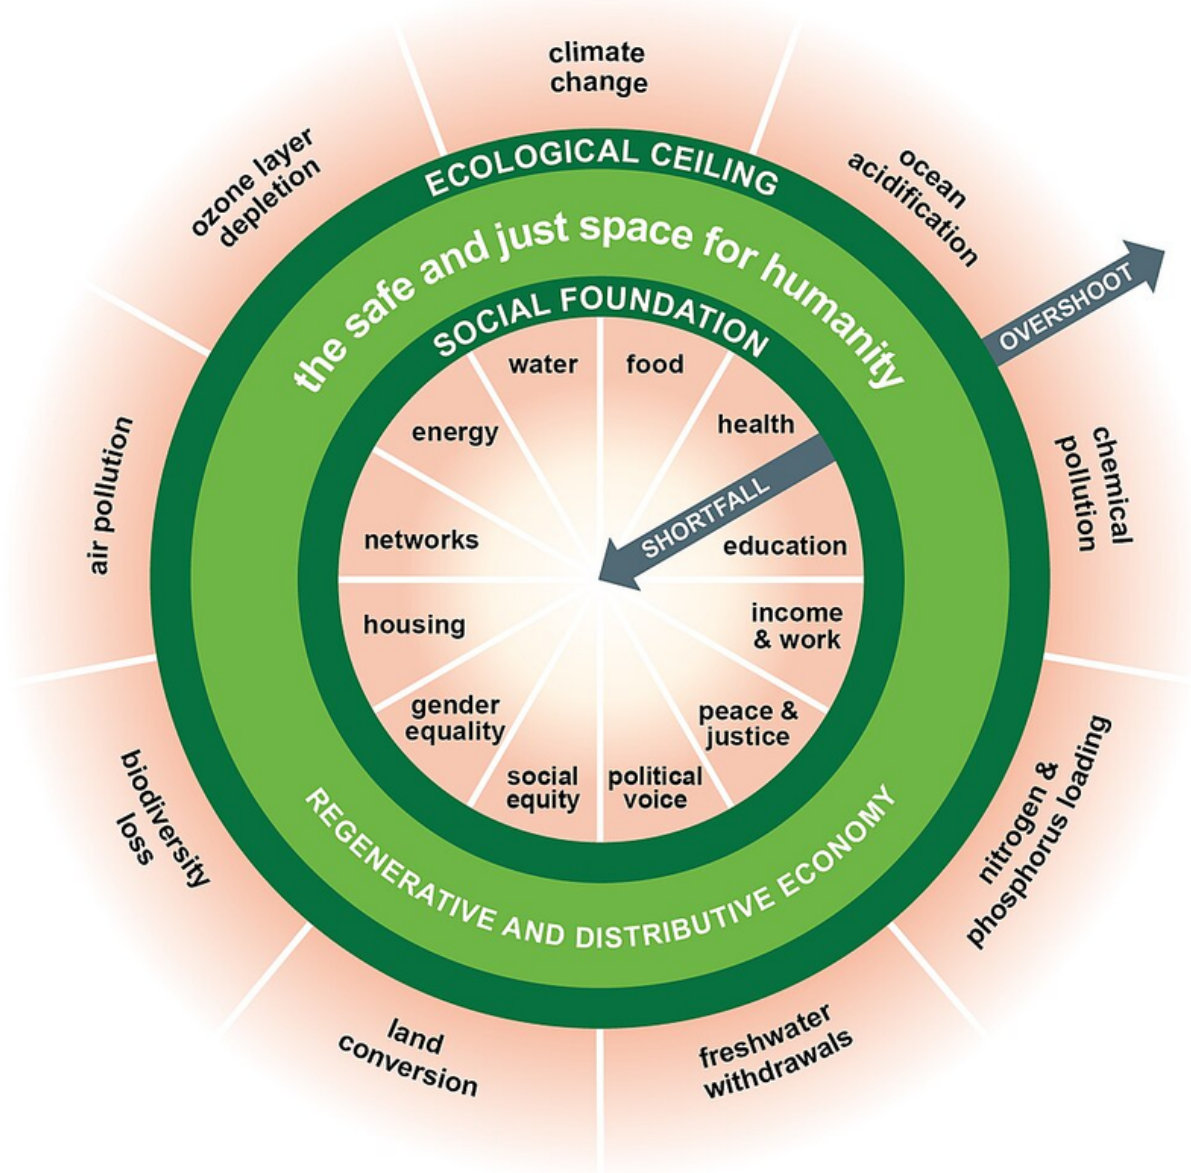 climate
change
ozone layer
depletion
ocean
acidification
ECOLOGICAL CEILING
the safe and just space for humanity
SOCIAL FOUNDATION
OVERSHOOT
water
food
energy
health
air pollution
chemical
pollution
SHORTFALL
networks
education
housing
income
& work
gender
equality
peace &
justice
social
equity
political
voice
REGENERATIVE AND DISTRIBUTIVE ECONOMY
biodiversity
loss
nitrogen &
phosphorus loading
land
conversion
freshwater
withdrawals